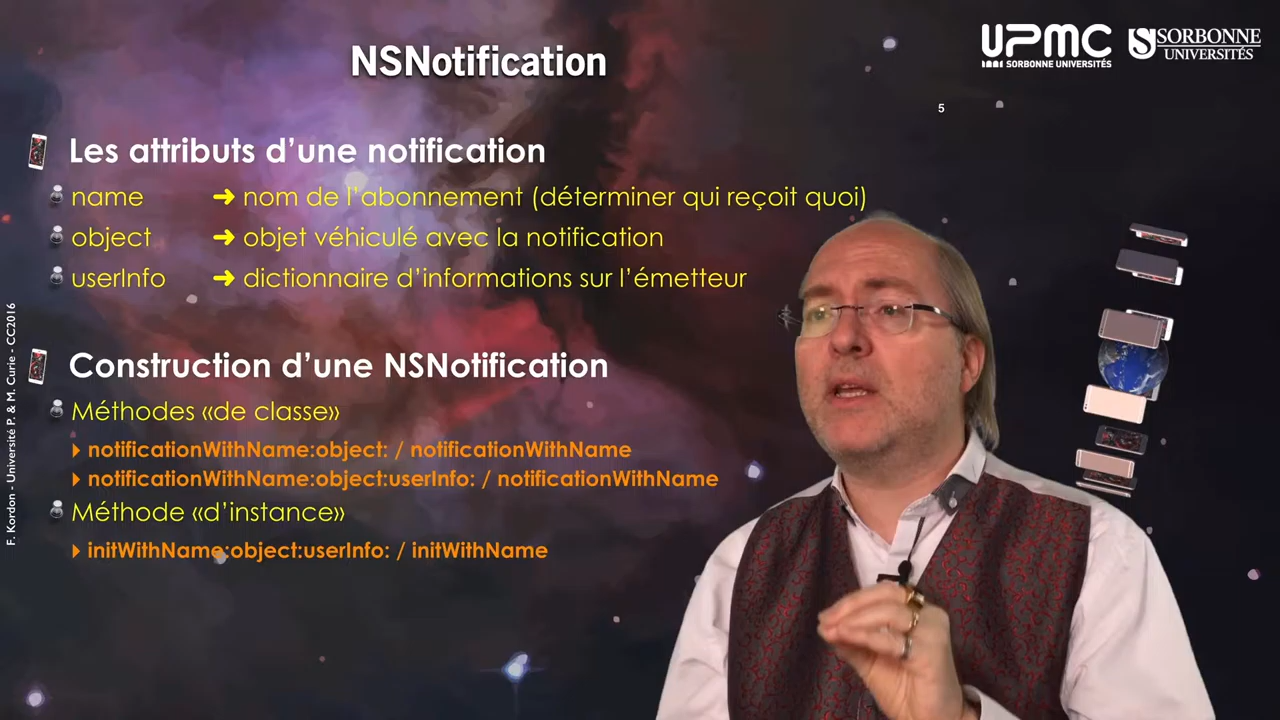 NSNotification
UPMC
SORBONNE UNIVERSITÉS
SORBONNE
UNIVERSITÉS
5
Les attributs d’une notification
name ➜ nom de l’abonnement (déterminer qui reçoit quoi)
object ➜ objet véhiculé avec la notification
userInfo ➜ dictionnaire d’informations sur l’émetteur
Construction d’une NSNotification
Méthodes «de classe»
notificationWithName:object: / notificationWithName
notificationWithName:object:userInfo: / notificationWithName
Méthode «d’instance»
initWithName:object:userInfo: / initWithName
F. Kordon - Université P. & M. Curie - CC2016